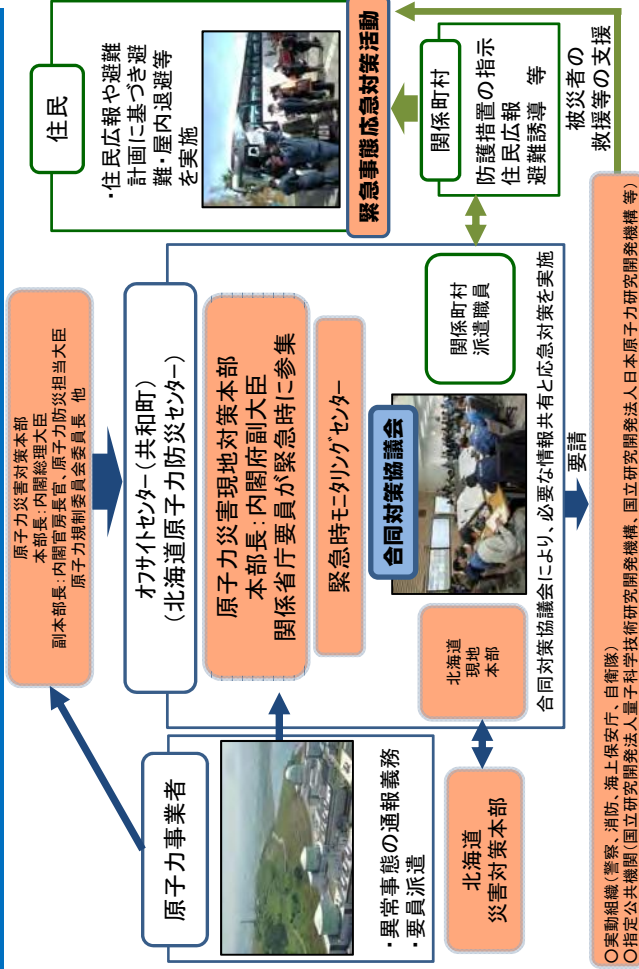 原子力災害対策本部
本部長：内閣総理大臣
副本部長：内閣官房長官、原子力防災担当大臣
原子力規制委員会委員長 他
原子力事業者
・異常事態の通報義務
・要員派遣
北海道
災害対策本部
オフサイトセンター（共和町）
（北海道原子力防災センター）
原子力災害現地対策本部
本部長：内閣府副大臣
関係省庁要員が緊急時に参集
緊急時モニタリングセンター
合同対策協議会
北海道
現地
本部
関係町村
派遣職員
合同対策協議会により、必要な情報共有と応急対策を実施
要請
住民
・住民広報や避難
計画に基づき避
難・屋内退避等
を実施
緊急事態応急対策活動
関係町村
防護措置の指示
住民広報
避難誘導 等
被災者の
救援等の支援
○実動組織（警察、消防、海上保安庁、自衛隊）
○指定公共機関（国立研究開発法人量子科学技術研究開発機構、国立研究開発法人日本原子力研究開発機構 等）